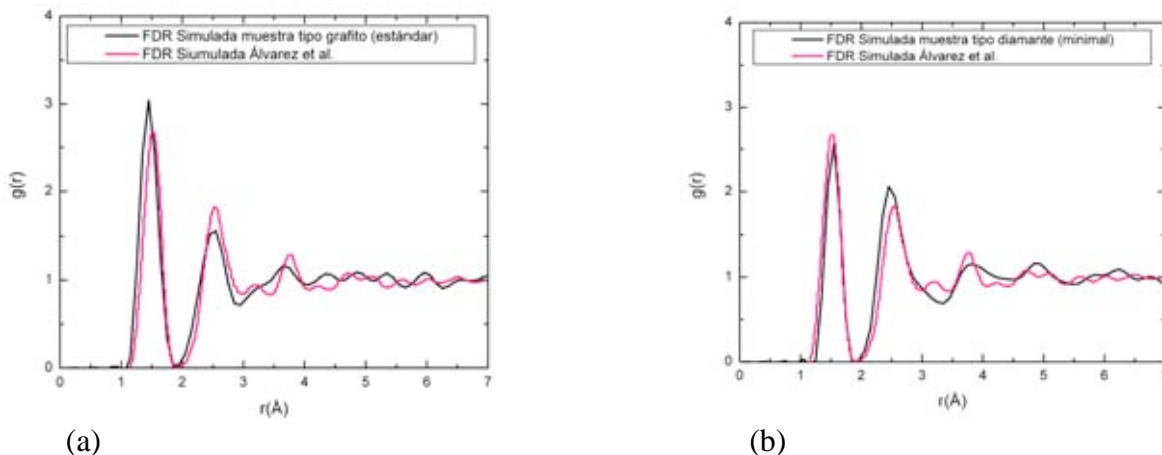 4
FDR Simulada muestra tipo grafito (estándar)
FDR Siumulada Álvarez et al.
3
2
1
0
g(r)
0 1 2 3 4 5 6 7
r(Å)
(a)
4
FDR Simulada muestra tipo diamante (minimal)
FDR Simulada Álvarez et al.
3
2
1
0
g(r)
0 1 2 3 4 5 6 7
r(Å)
(b)